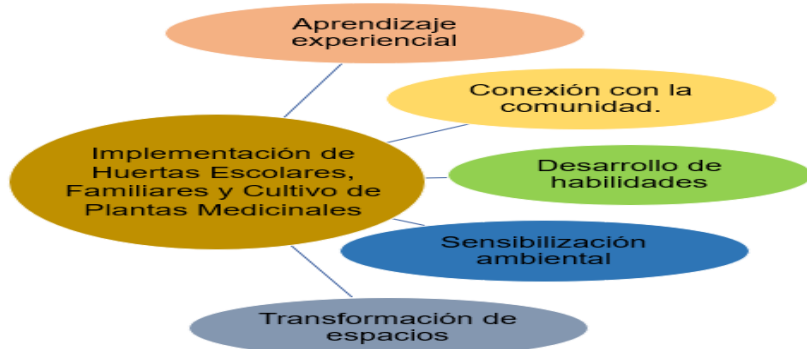 Aprendizaje
experiencial
Conexión con la
comunidad.
Implementación de
Huertas Escolares,
Familiares y Cultivo de
Plantas Medicinales
Desarrollo de
habilidades
Sensibilización
ambiental
Transformación de
espacios